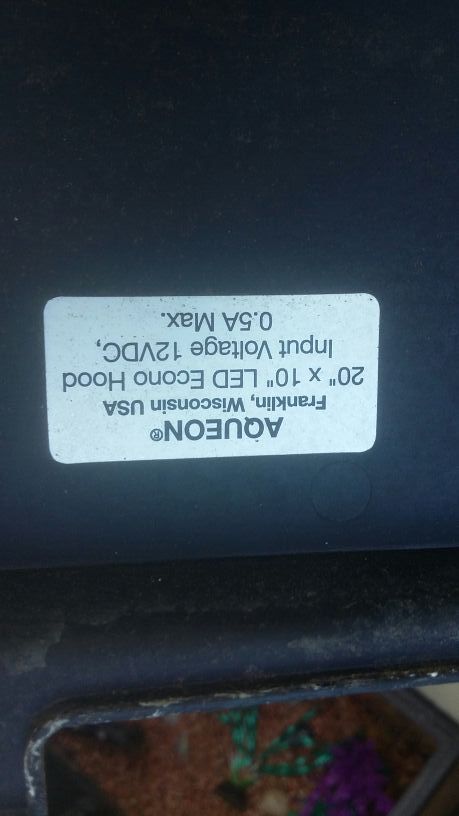 AQUEON®
Franklin, Wisconsin USA
20" x 10" LED Econo Hood
Input Voltage 12VDC,
0.5A Max.